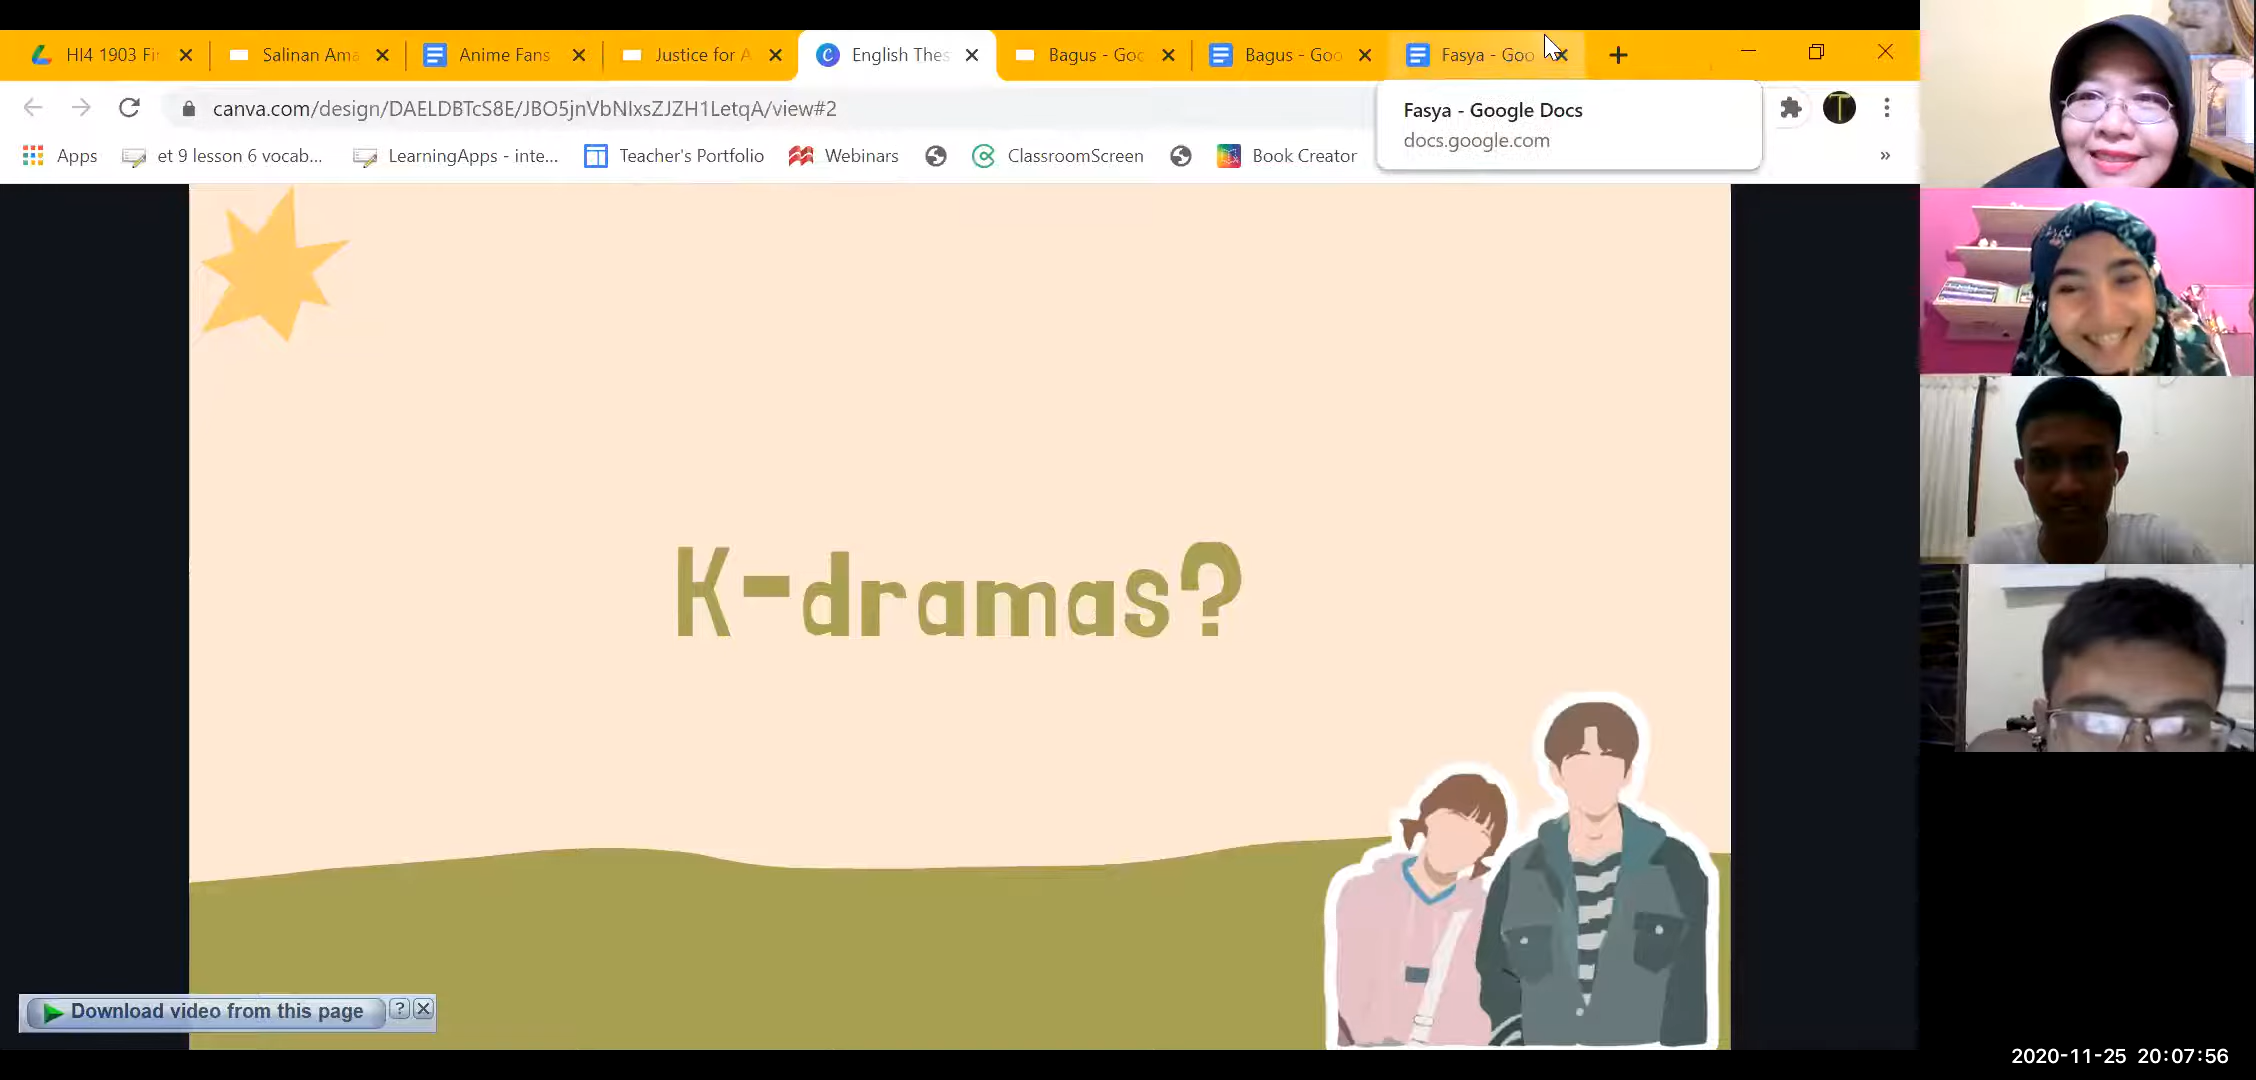 HI4 1903 Fi
Salinan Ama
Anime Fans
Justice for A
English Thes
Bagus - Goo
Bagus - Goo
Fasya - Goo
canva.com/design/DAELDBTcS8E/JBO5jnVbNIxsZJZH1LetqA/view#2
Fasya - Google Docs
docs.google.com
Apps
et 9 lesson 6 vocab...
LearningApps - inte...
Teacher's Portfolio
Webinars
ClassroomScreen
Book Creator
»
K-dramas?
Download video from this page
?
2020-11-25 20:07:56